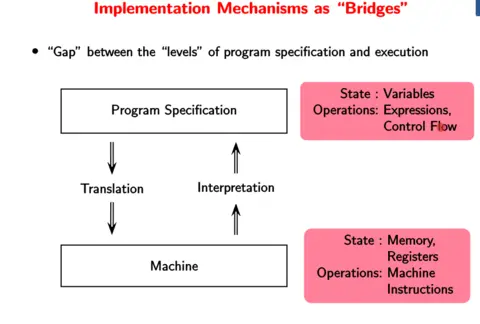 Implementation Mechanisms as “Bridges”
• “Gap” between the “levels” of program specification and execution
Program Specification
State : Variables
Operations: Expressions,
Control Flow
Translation
Interpretation
Machine
State : Memory,
Registers
Operations: Machine
Instructions